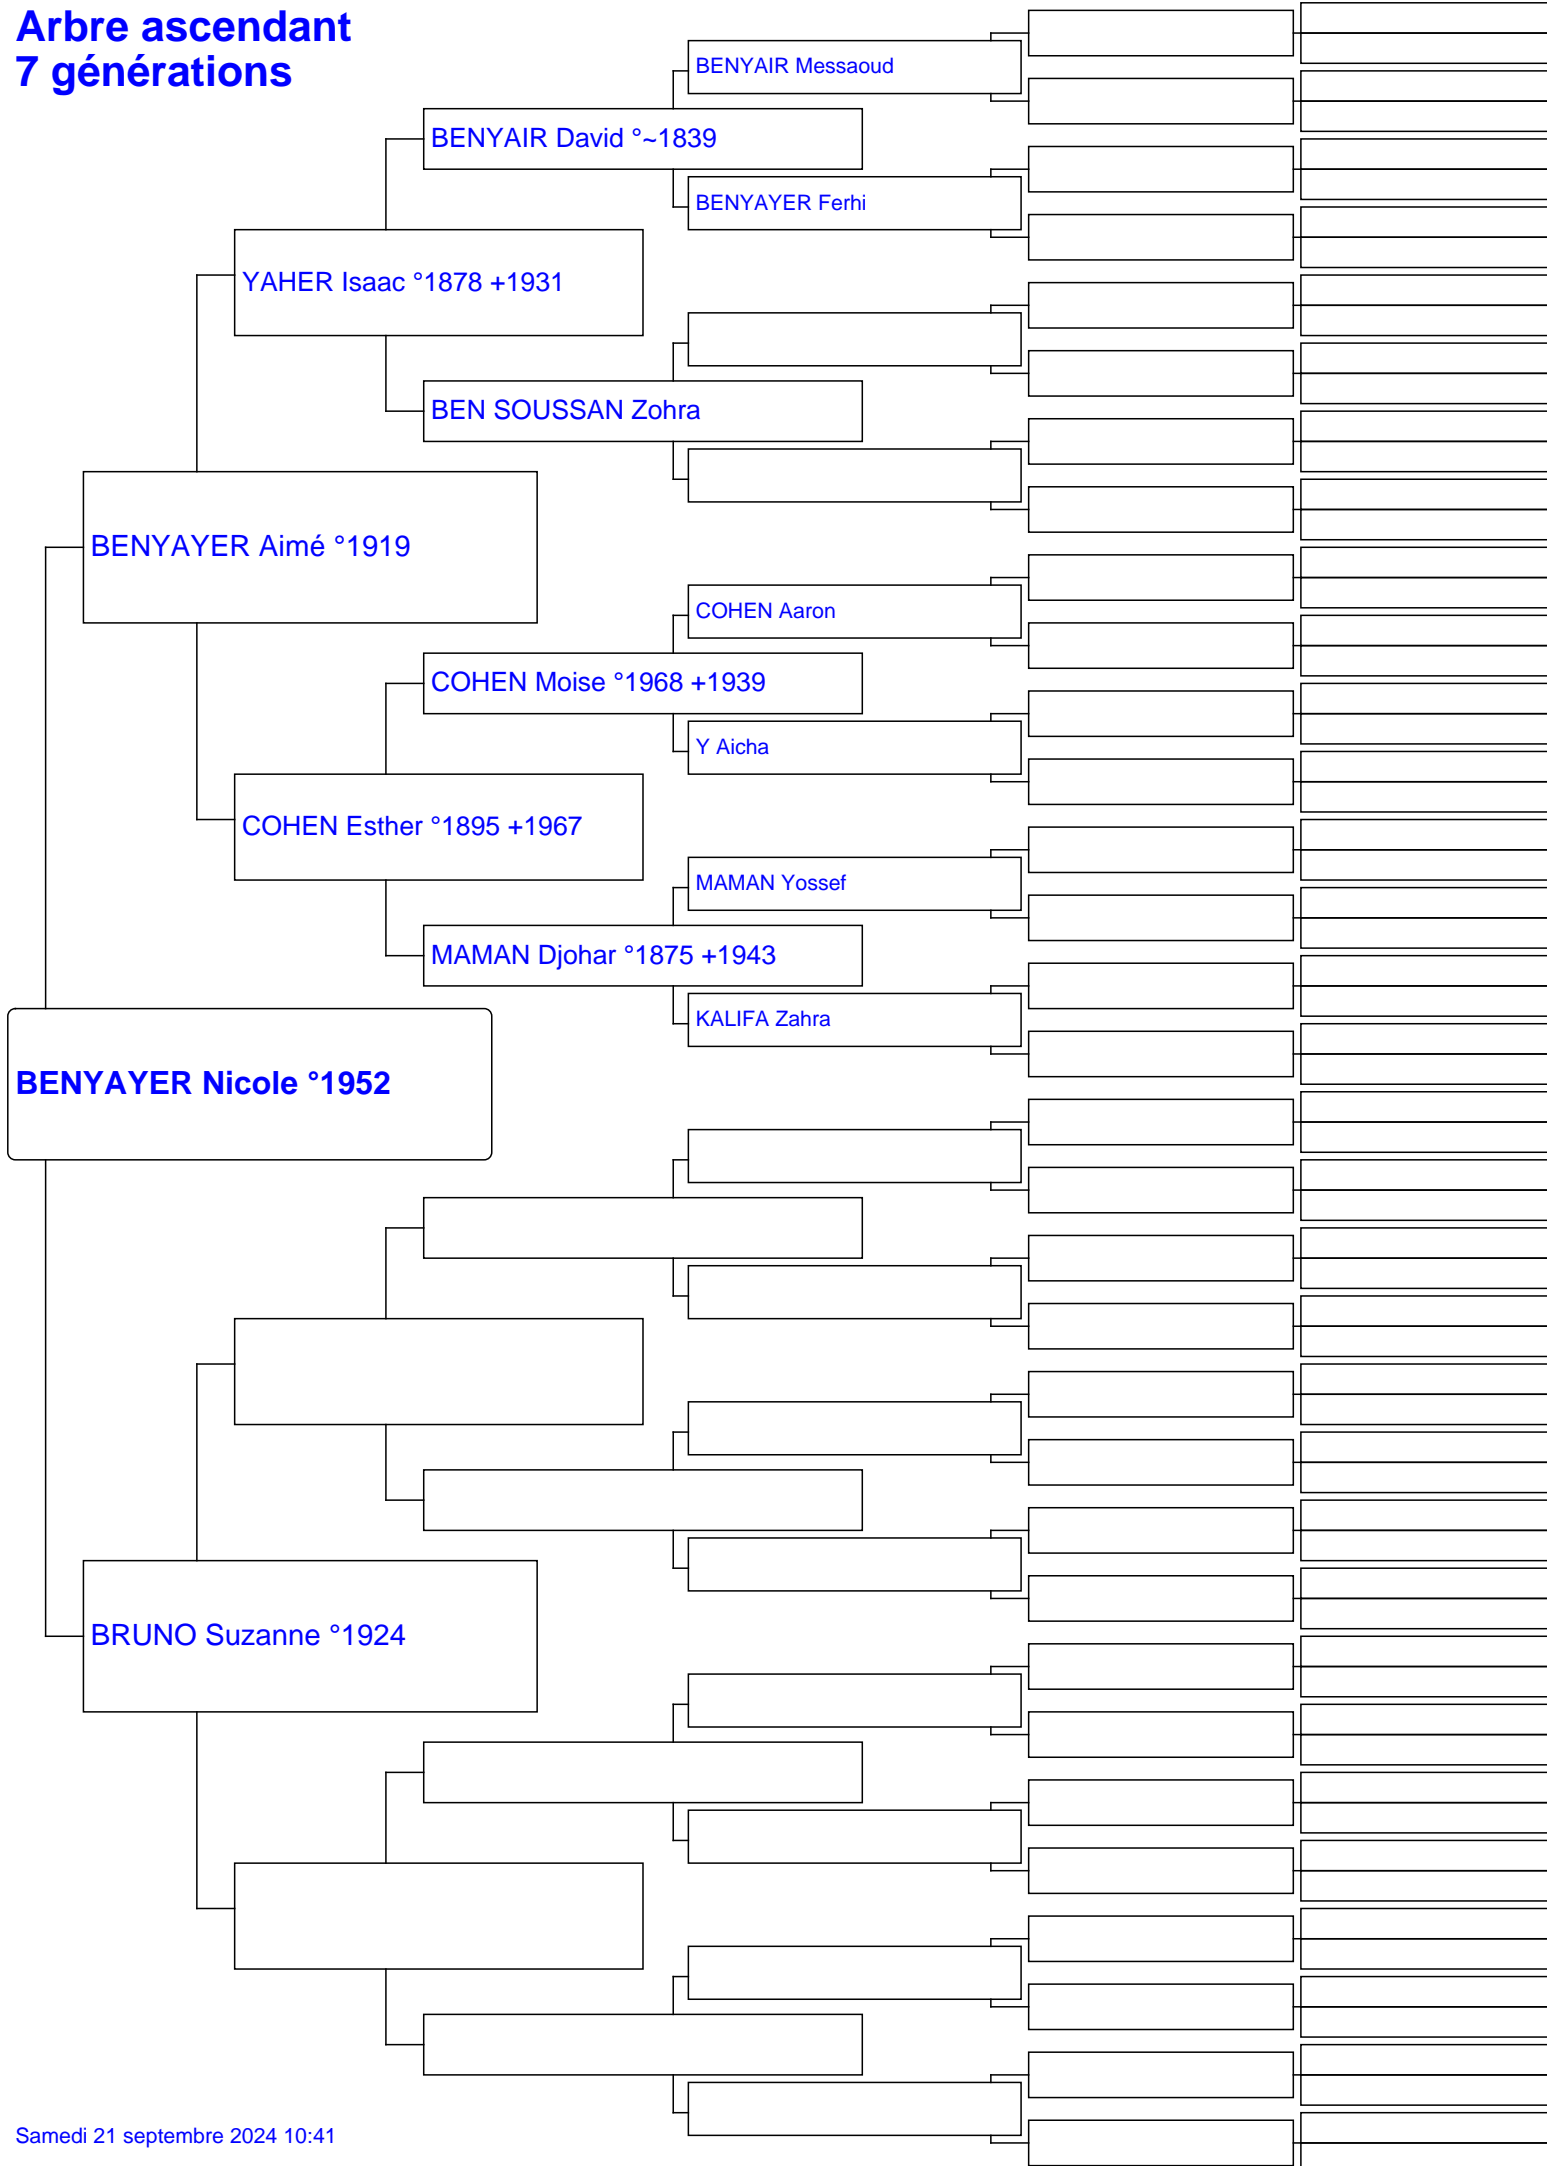 Arbre ascendant
7 générations
BENYAIR Messaoud
BENYAIR David °~1839
BENYAYER Ferhi
YAHER Isaac °1878 +1931
BEN SOUSSAN Zohra
BENYAYER Aimé °1919
COHEN Aaron
COHEN Moise °1968 +1939
Y Aicha
COHEN Esther °1895 +1967
MAMAN Yossef
MAMAN Djohar °1875 +1943
KALIFA Zahra
BENYAYER Nicole °1952
BRUNO Suzanne °1924
Samedi 21 septembre 2024 10:41